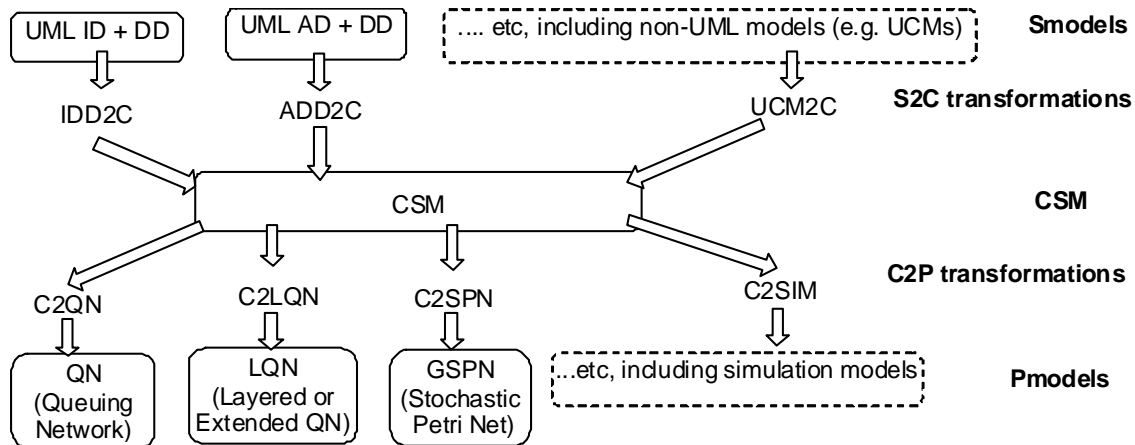 UML ID + DD
UML AD + DD
.... etc, including non-UML models (e.g. UCMs)
Smodels
IDD2C
ADD2C
UCM2C
S2C transformations
CSM
CSM
C2P transformations
C2QN
C2LQN
C2SPN
C2SIM
QN
(Queuing
Network)
LQN
(Layered or
Extended QN)
GSPN
(Stochastic
Petri Net)
...etc, including simulation models
Pmodels